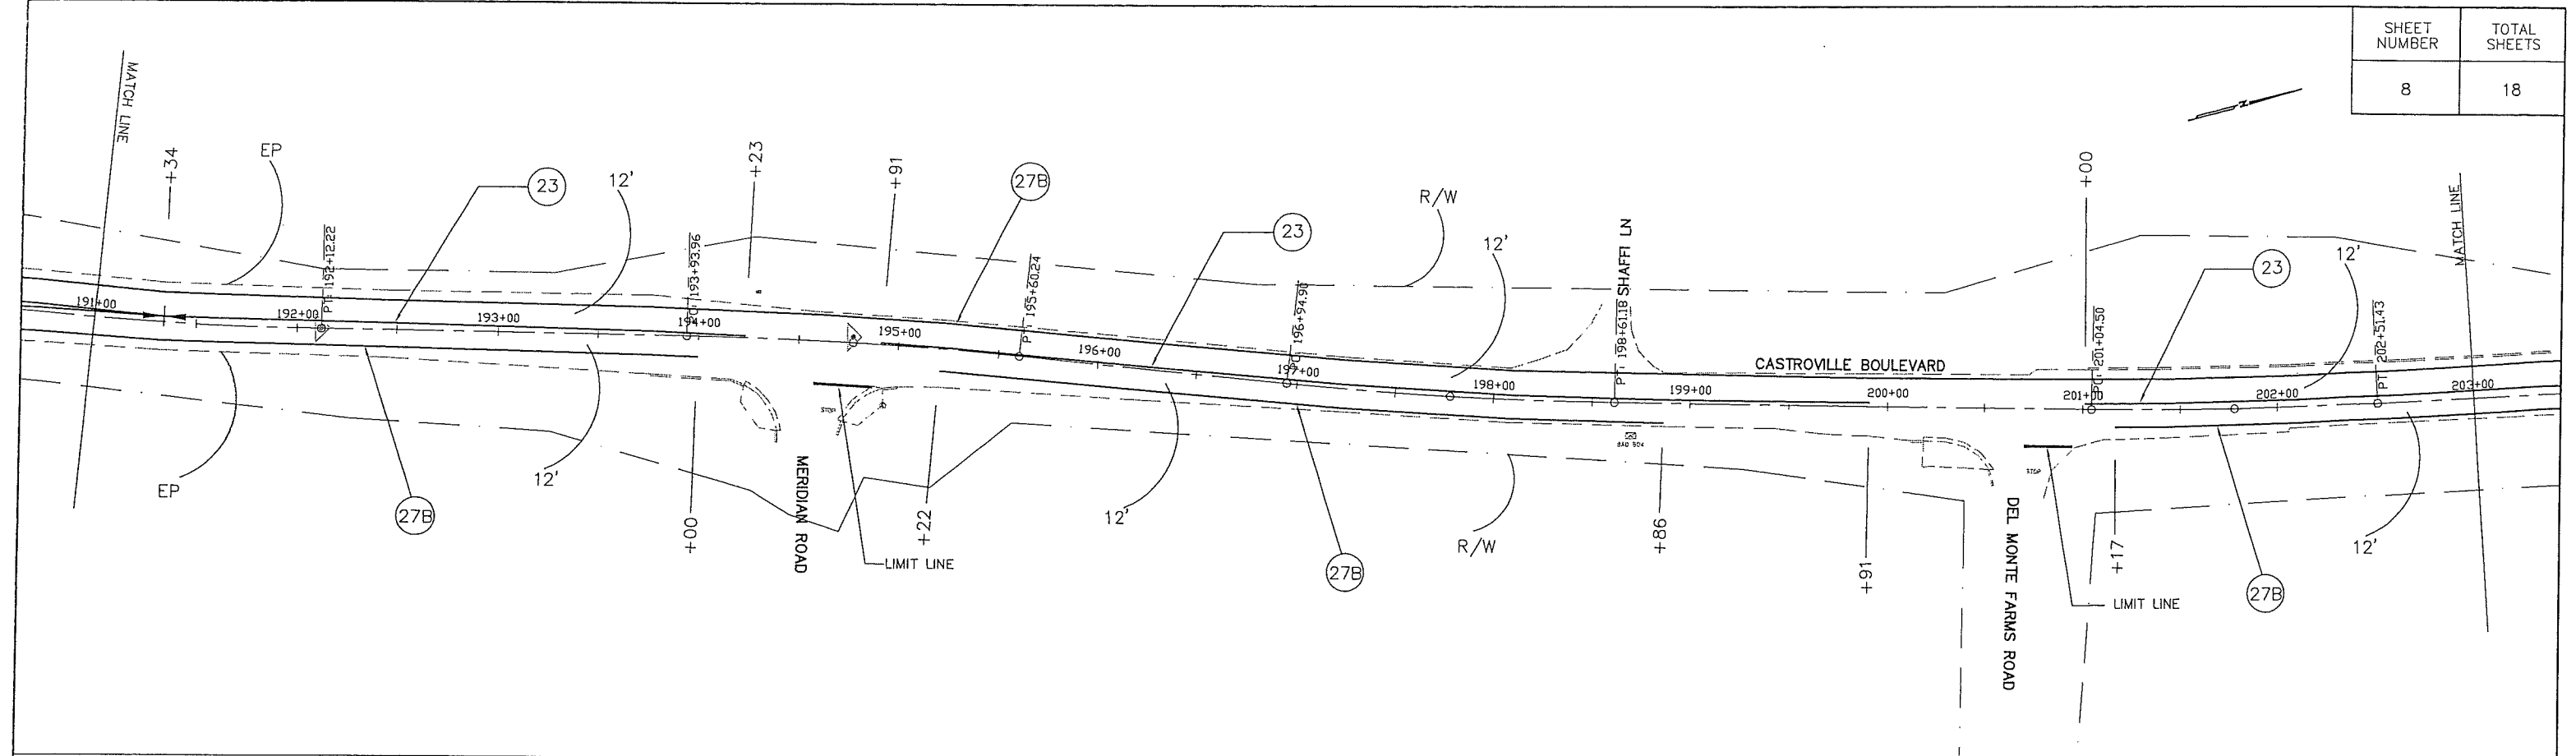 SHEET NUMBER
TOTAL SHEETS
8
18
N
MATCH LINE
+34
EP
23
12'
+23
+91
27B
R/W
23
12'
SHAFFI LN
+00
12'
23
MATCH LINE
PT: 192+12.22
PC: 193+93.96
PT: 195+60.24
PC: 196+94.90
PT: 198+61.18
PC: 201+04.50
PT: 202+51.43
191+00
192+00
193+00
194+00
195+00
196+00
197+00
198+00
199+00
200+00
201+00
202+00
203+00
CASTROVILLE BOULEVARD
EP
27B
12'
+00
MERIDIAN ROAD
STOP
LIMIT LINE
+22
12'
27B
R/W
+86
+91
DEL MONTE FARMS ROAD
STOP
LIMIT LINE
+17
27B
12'